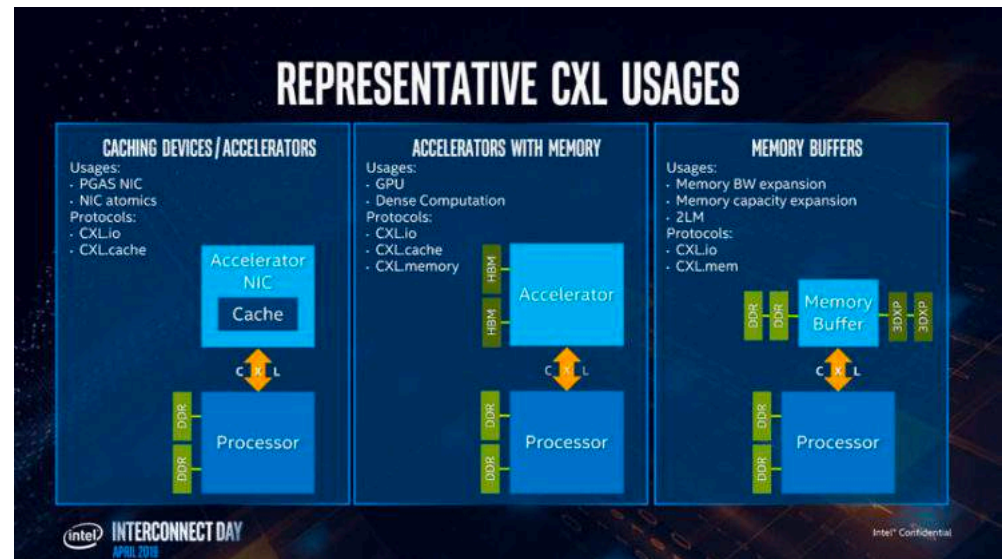 REPRESENTATIVE CXL USAGES
CACHING DEVICES/ACCELERATORS
Usages:
• PGAS NIC
• NIC atomics
Protocols:
• CXL.io
• CXL.cache
Accelerator
NIC
Cache
C X L
DDR
DDR
Processor
ACCELERATORS WITH MEMORY
Usages:
• GPU
• Dense Computation
Protocols:
• CXL.io
• CXL.cache
• CXL.memory
HBM
HBM
Accelerator
C X L
DDR
DDR
Processor
MEMORY BUFFERS
Usages:
• Memory BW expansion
• Memory capacity expansion
• 2LM
Protocols:
• CXL.io
• CXL.mem
DDR
DDR
Memory
Buffer
3DXP
3DXP
C X L
DDR
DDR
Processor
intel
INTERCONNECT DAY
APRIL 2019
Intel® Confidential